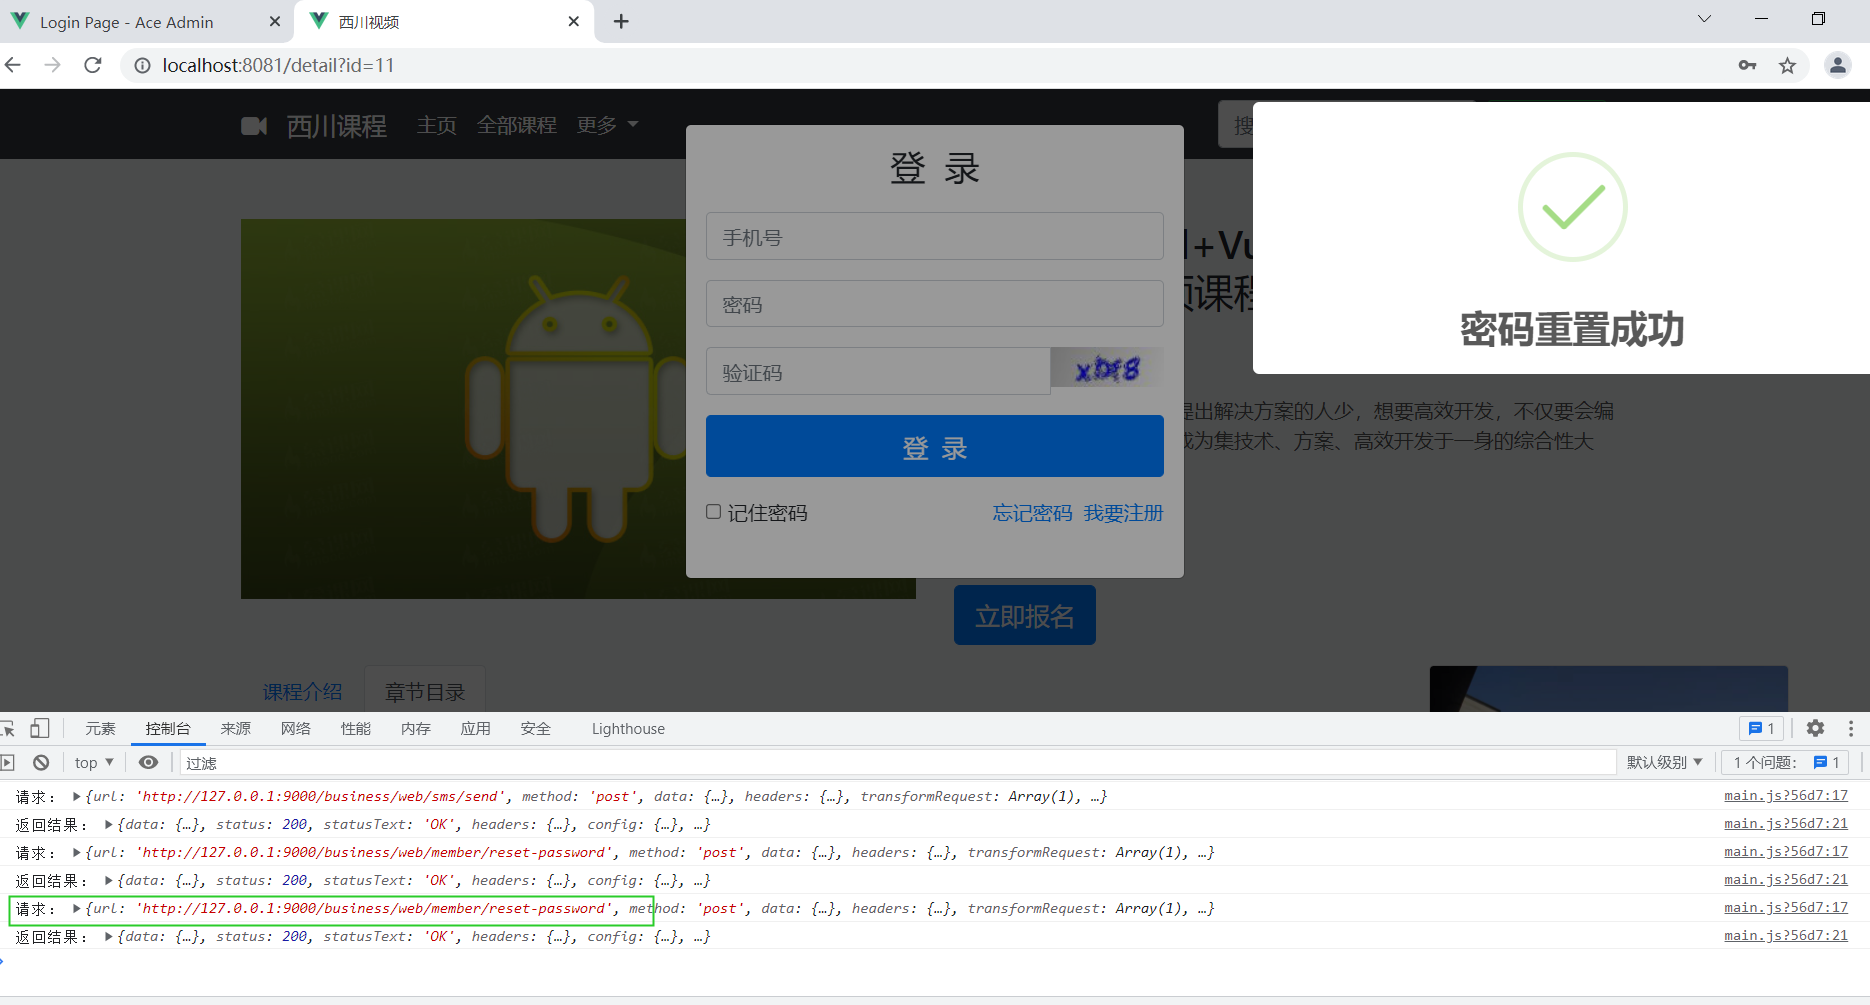 Login Page - Ace Admin
西川视频
localhost:8081/detail?id=11
西川课程 主页 全部课程 更多
搜
登 录
手机号
密码
验证码
xbf8
登 录
记住密码 忘记密码 我要注册
密码重置成功
+Vu
课程
提出解决方案的人少，想要高效开发，不仅要会编
成为集技术、方案、高效开发于一身的综合性大
立即报名
课程介绍 章节目录
元素 控制台 来源 网络 性能 内存 应用 安全 Lighthouse 1
top 过滤 默认级别 1 个问题： 1
请求： ▶{url: 'http://127.0.0.1:9000/business/web/sms/send', method: 'post', data: {…}, headers: {…}, transformRequest: Array(1), …} main.js?56d7:17
返回结果： ▶{data: {…}, status: 200, statusText: 'OK', headers: {…}, config: {…}, …} main.js?56d7:21
请求： ▶{url: 'http://127.0.0.1:9000/business/web/member/reset-password', method: 'post', data: {…}, headers: {…}, transformRequest: Array(1), …} main.js?56d7:17
返回结果： ▶{data: {…}, status: 200, statusText: 'OK', headers: {…}, config: {…}, …} main.js?56d7:21
请求： ▶{url: 'http://127.0.0.1:9000/business/web/member/reset-password', method: 'post', data: {…}, headers: {…}, transformRequest: Array(1), …} main.js?56d7:17
返回结果： ▶{data: {…}, status: 200, statusText: 'OK', headers: {…}, config: {…}, …} main.js?56d7:21